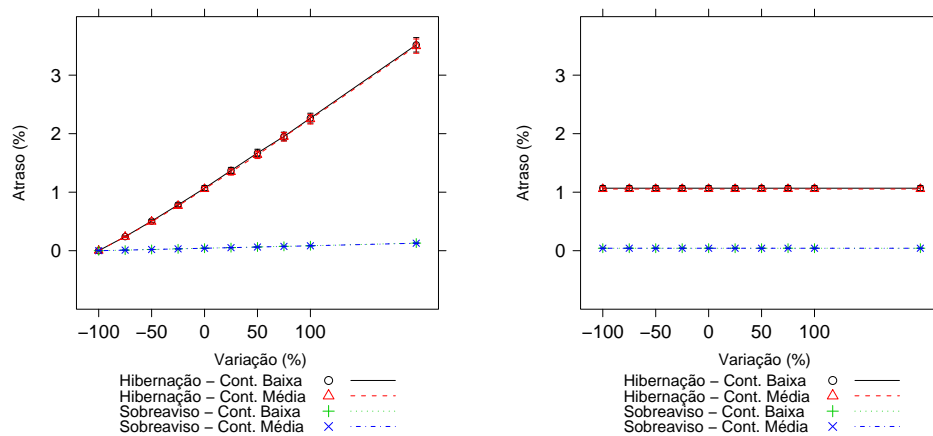 3
2
1
0
Atraso (%)
−100
−50
0
50
100
Variação (%)
Hibernação − Cont. Baixa
Hibernação − Cont. Média
Sobreaviso − Cont. Baixa
Sobreaviso − Cont. Média
3
2
1
0
Atraso (%)
−100
−50
0
50
100
Variação (%)
Hibernação − Cont. Baixa
Hibernação − Cont. Média
Sobreaviso − Cont. Baixa
Sobreaviso − Cont. Média